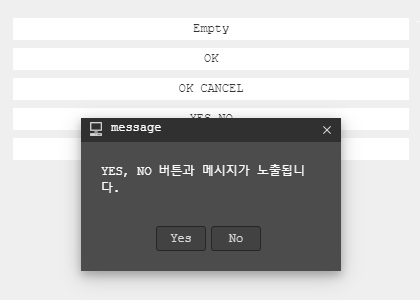 Empty
OK
OK CANCEL
YES NO
message
YES, NO 버튼과 메시지가 노출됩니
다.
Yes
No